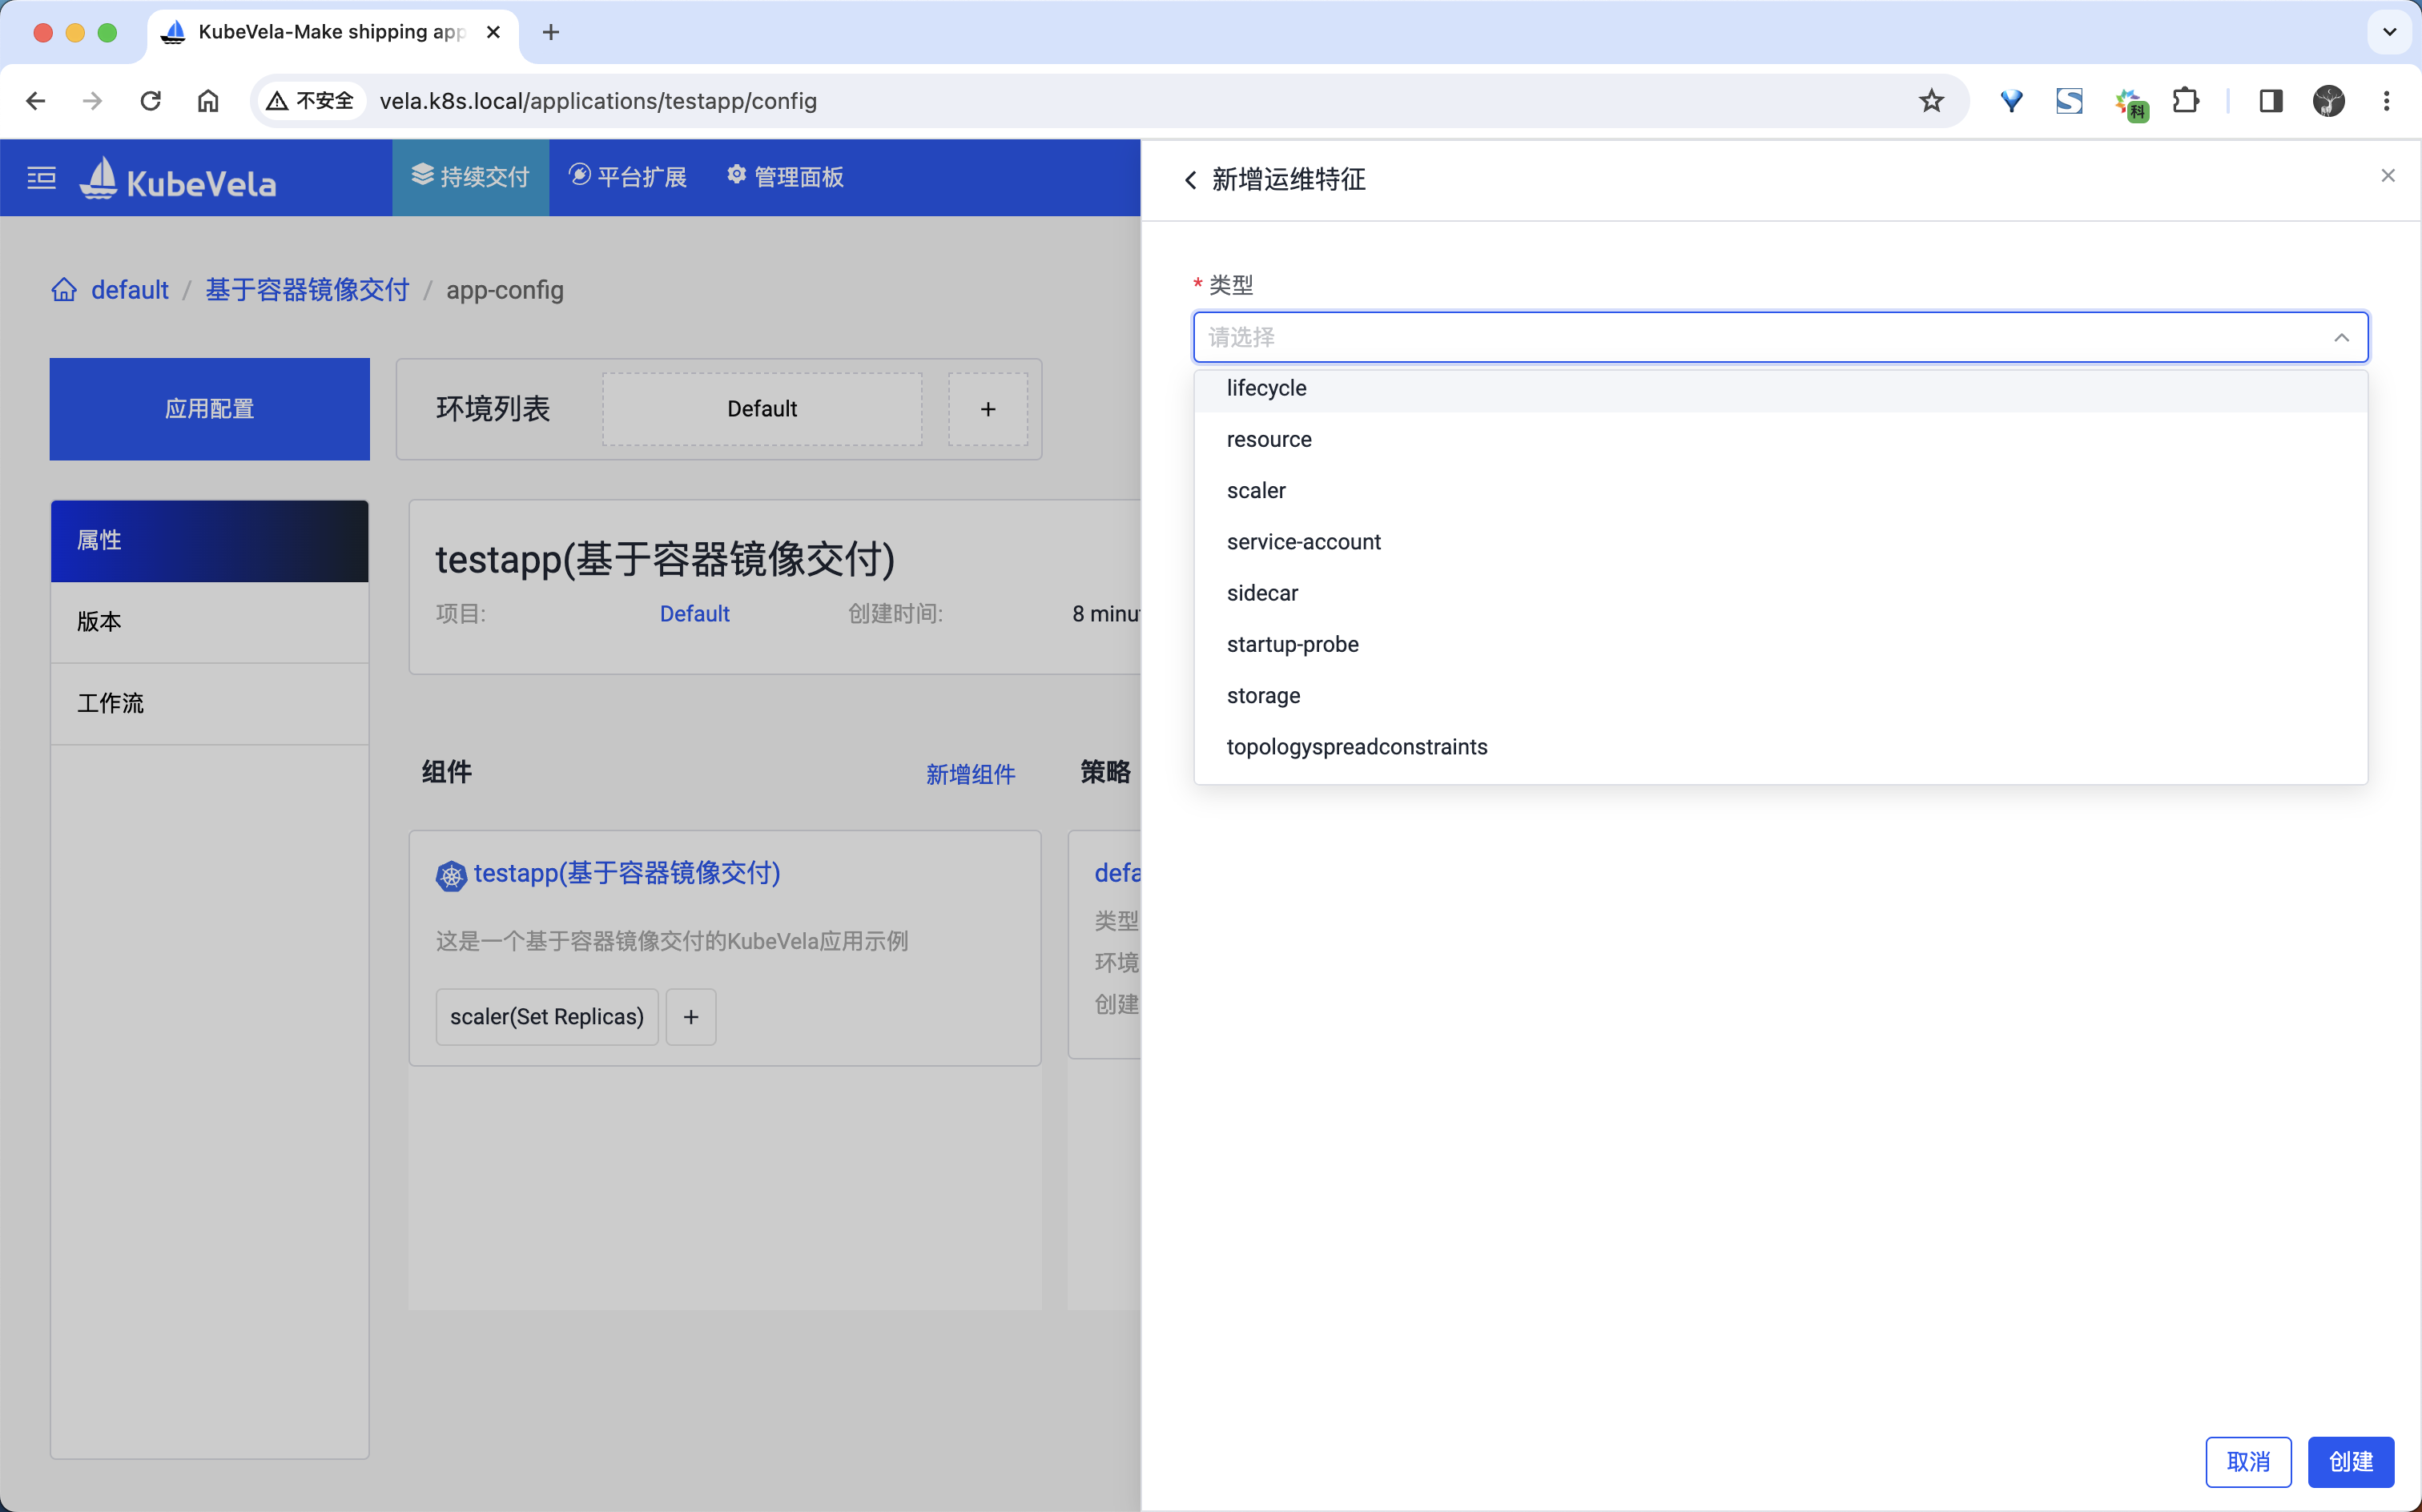 KubeVela-Make shipping app
不安全
vela.k8s.local/applications/testapp/config
科
KubeVela
持续交付
平台扩展
管理面板
default / 基于容器镜像交付 / app-config
应用配置
环境列表
Default
+
属性
版本
工作流
testapp(基于容器镜像交付)
项目:
Default
创建时间:
8 minu
组件
新增组件
策略
testapp(基于容器镜像交付)
这是一个基于容器镜像交付的KubeVela应用示例
scaler(Set Replicas)
+
defa
类型
环境
创建
新增运维特征
* 类型
请选择
lifecycle
resource
scaler
service-account
sidecar
startup-probe
storage
topologyspreadconstraints
取消
创建